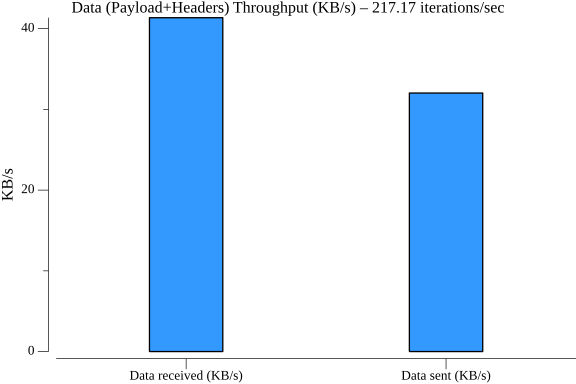 Data (Payload+Headers) Throughput (KB/s) – 217.17 iterations/sec
KB/s
40
20
0
Data received (KB/s)
Data sent (KB/s)